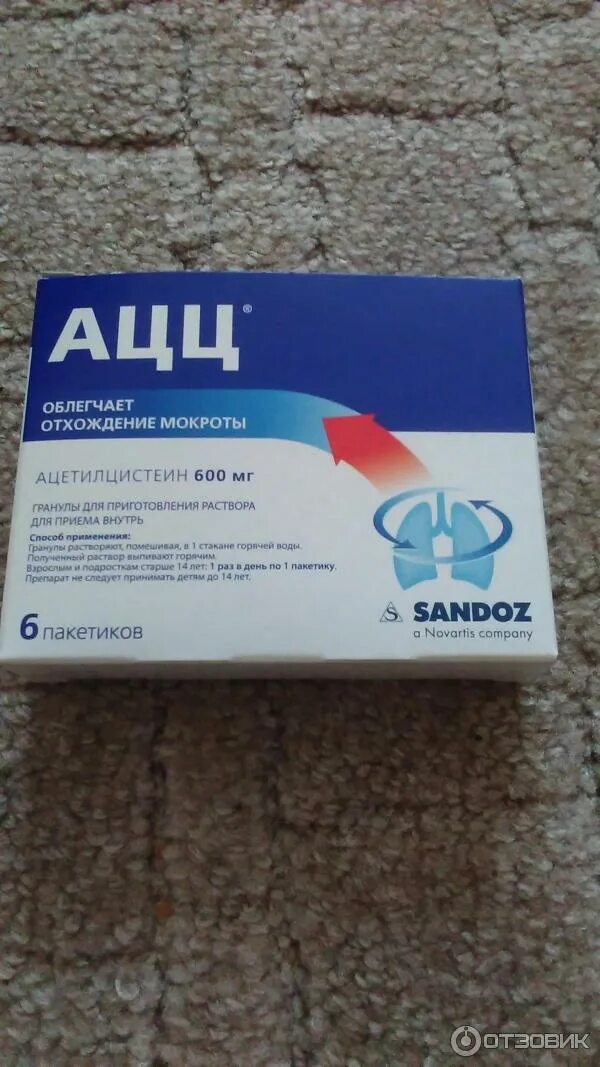 АЦЦ®
ОБЛЕГЧАЕТ
ОТХОЖДЕНИЕ МОКРОТЫ
АЦЕТИЛЦИСТЕИН 600 мг
ГРАНУЛЫ ДЛЯ ПРИГОТОВЛЕНИЯ РАСТВОРА
ДЛЯ ПРИЕМА ВНУТРЬ
Способ применения:
Гранулы растворяют, помешивая, в 1 стакане горячей воды.
Полученный раствор выпивают горячим.
Взрослым и подросткам старше 14 лет: 1 раз в день по 1 пакетику.
Препарат не следует принимать детям до 14 лет.
6 пакетиков
S SANDOZ
a Novartis company
ОТЗОВИК